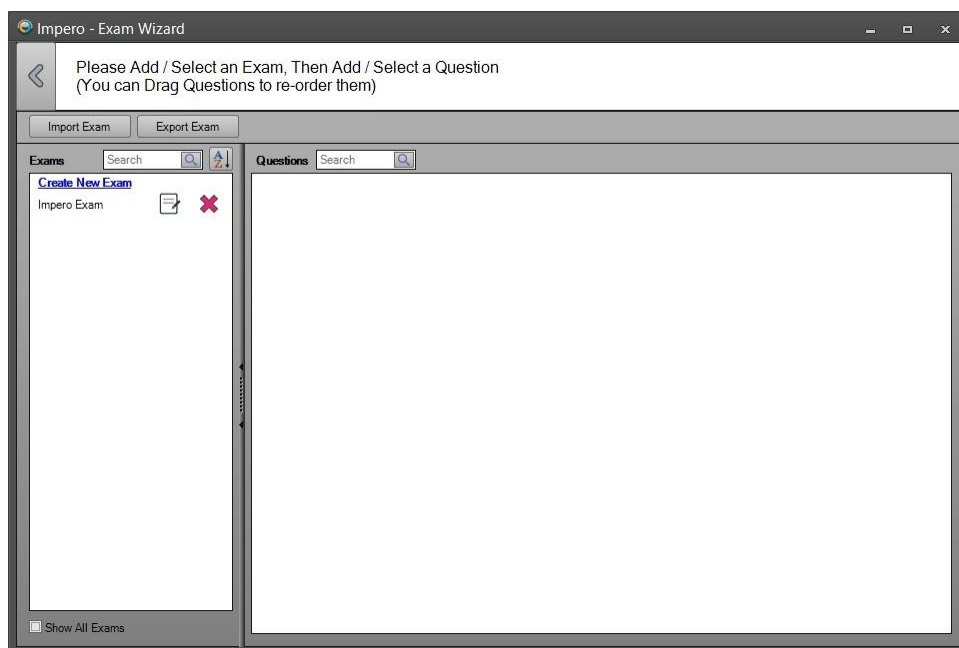 Impero - Exam Wizard
Please Add / Select an Exam, Then Add / Select a Question
(You can Drag Questions to re-order them)
Import Exam Export Exam
Exams Search A Z Questions Search
Create New Exam
Impero Exam
Show All Exams